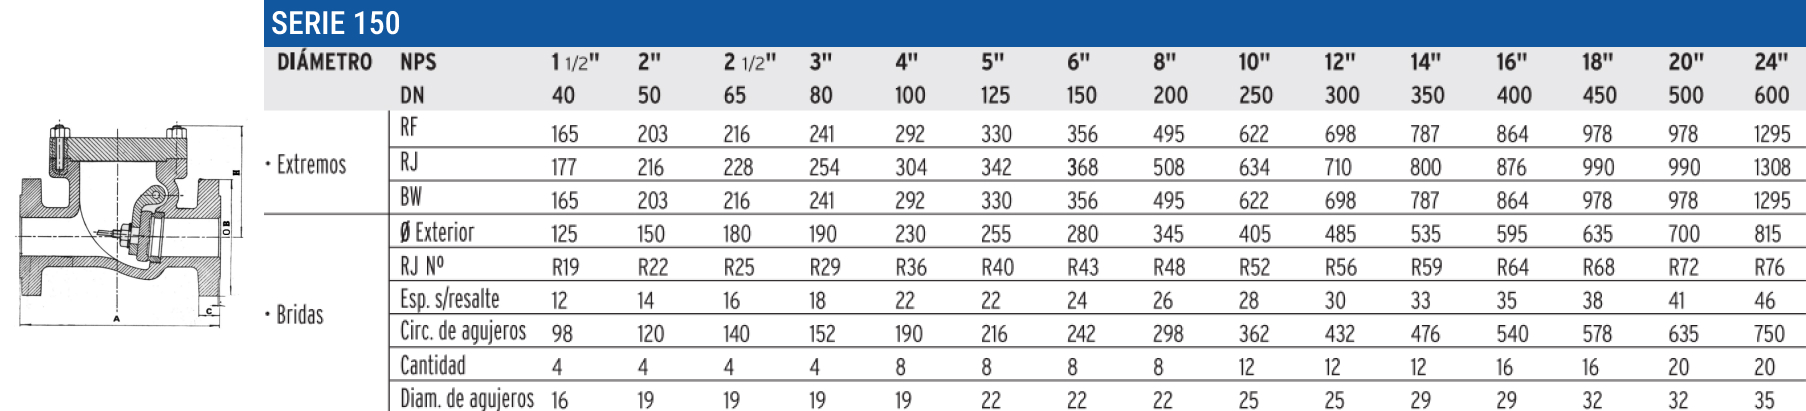 SERIE 150
DIÁMETRO NPS 1 1/2" 2" 2 1/2" 3" 4" 5" 6" 8" 10" 12" 14" 16" 18" 20" 24"
DN 40 50 65 80 100 125 150 200 250 300 350 400 450 500 600
RF 165 203 216 241 292 330 356 495 622 698 787 864 978 978 1295
• Extremos RJ 177 216 228 254 304 342 368 508 634 710 800 876 990 990 1308
BW 165 203 216 241 292 330 356 495 622 698 787 864 978 978 1295
Ø Exterior 125 150 180 190 230 255 280 345 405 485 535 595 635 700 815
RJ Nº R19 R22 R25 R29 R36 R40 R43 R48 R52 R56 R59 R64 R68 R72 R76
• Bridas Esp. s/resalte 12 14 16 18 22 22 24 26 28 30 33 35 38 41 46
Circ. de agujeros 98 120 140 152 190 216 242 298 362 432 476 540 578 635 750
Cantidad 4 4 4 4 8 8 8 8 12 12 12 16 16 20 20
Diam. de agujeros 16 19 19 19 19 22 22 22 25 25 29 29 32 32 35
H
O B
C
A